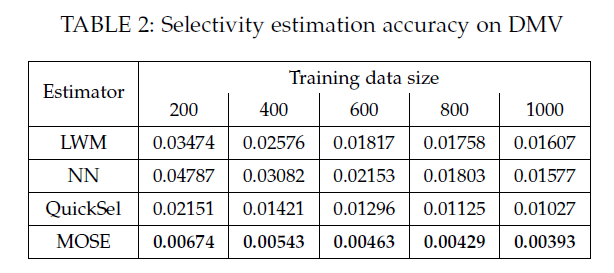 TABLE 2: Selectivity estimation accuracy on DMV
Estimator Training data size
200 400 600 800 1000
LWM 0.03474 0.02576 0.01817 0.01758 0.01607
NN 0.04787 0.03082 0.02153 0.01803 0.01577
QuickSel 0.02151 0.01421 0.01296 0.01125 0.01027
MOSE 0.00674 0.00543 0.00463 0.00429 0.00393